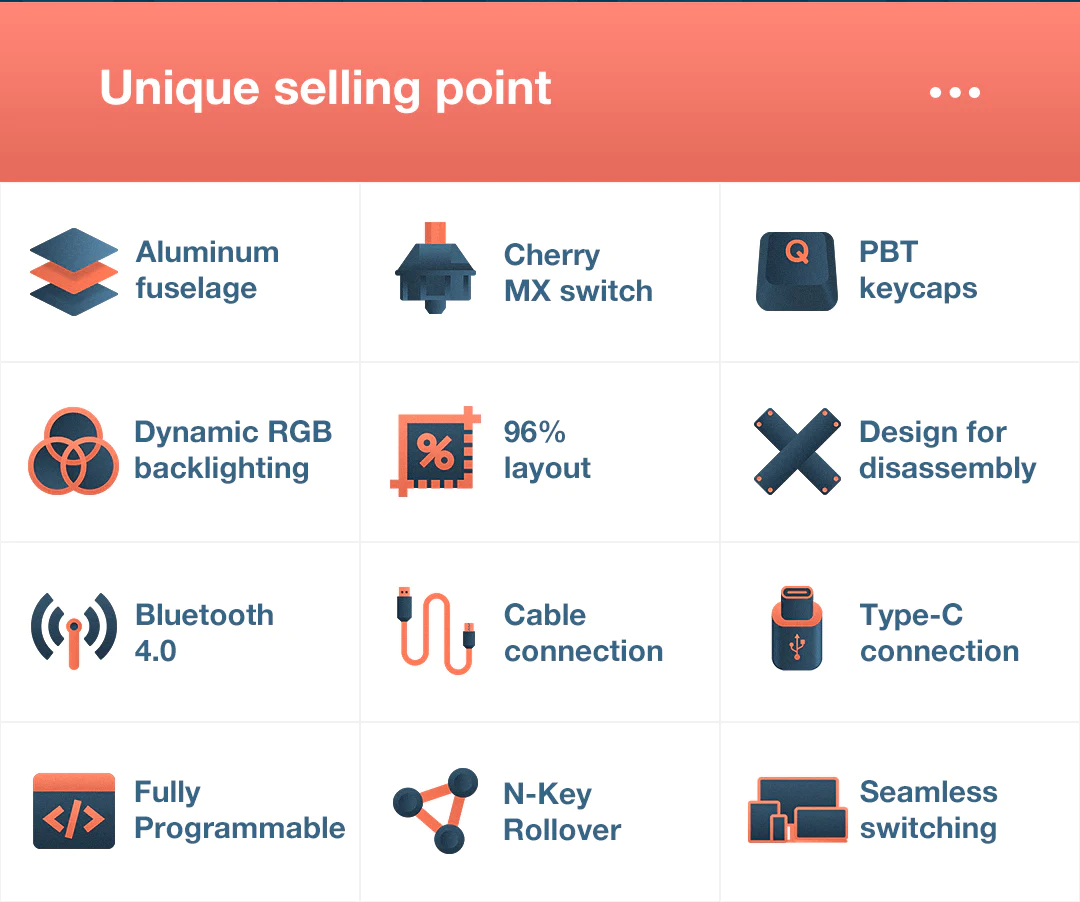 Unique selling point
Aluminum
fuselage
Cherry
MX switch
Q
PBT
keycaps
Dynamic RGB
backlighting
%
96%
layout
Design for
disassembly
Bluetooth
4.0
Cable
connection
Type-C
connection
</>
Fully
Programmable
N-Key
Rollover
Seamless
switching